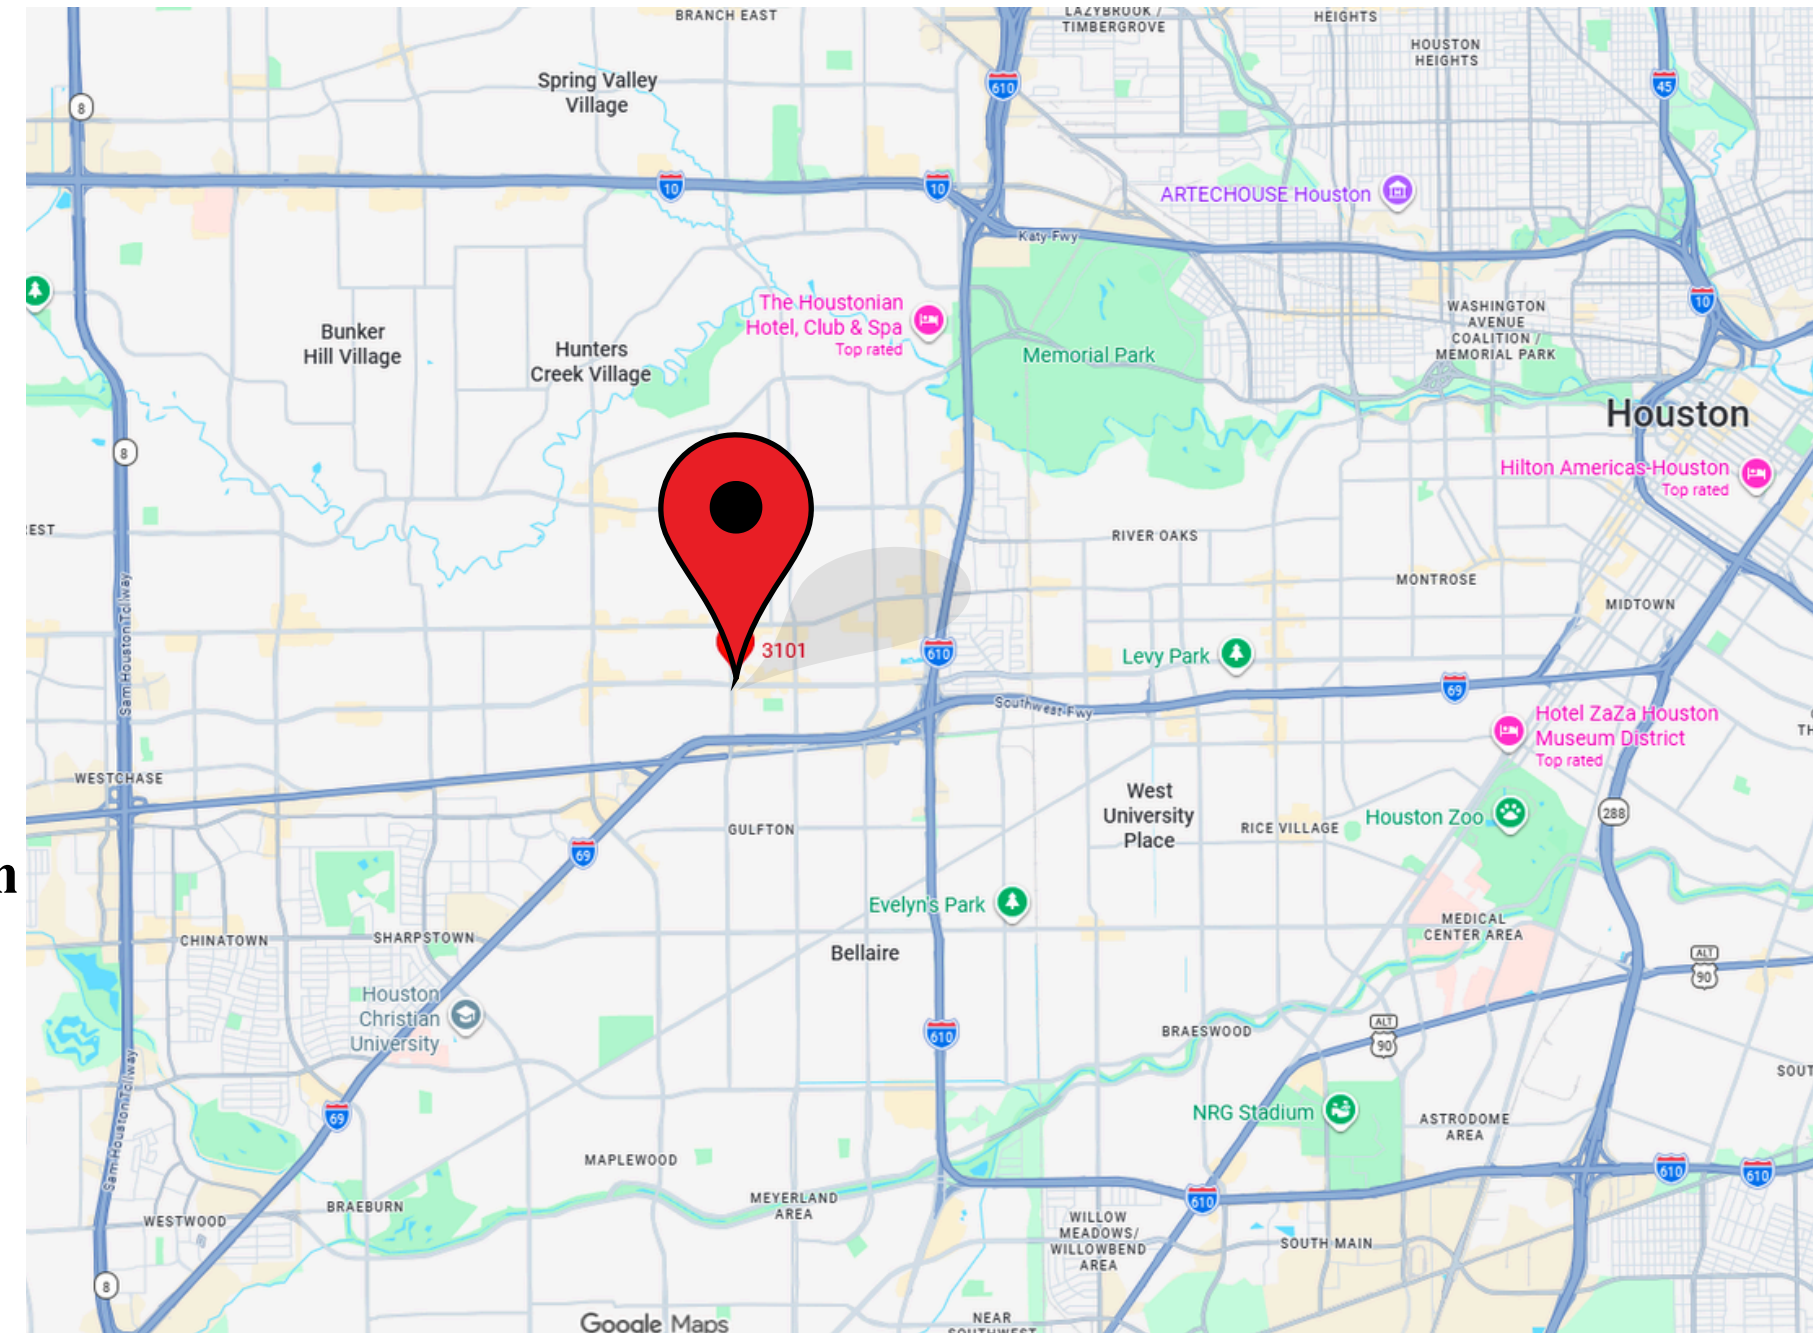 BRANCH EAST
LAZYBROOK /
TIMBERGROVE
HEIGHTS
HOUSTON
HEIGHTS
Spring Valley
Village
610
45
8
10
10
ARTECHOUSE Houston
Katy Fwy
The Houstonian
Hotel, Club & Spa
Top rated
10
WASHINGTON
AVENUE
COALITION /
MEMORIAL PARK
Bunker
Hill Village
Hunters
Creek Village
Memorial Park
Houston
8
Hilton Americas-Houston
Top rated
EST
RIVER OAKS
MONTROSE
MIDTOWN
Sam Houston Tollway
3101
610
Levy Park
69
Southwest Fwy
Hotel ZaZa Houston
Museum District
Top rated
TH
WESTCHASE
West
University
Place
GULFTON
RICE VILLAGE
Houston Zoo
288
69
n
Evelyn's Park
MEDICAL
CENTER AREA
CHINATOWN
SHARPSTOWN
Bellaire
ALT
90
Houston
Christian
University
610
BRAESWOOD
ALT
90
SOUT
Sam Houston Tollway
69
NRG Stadium
ASTRODOME
AREA
MAPLEWOOD
610
610
BRAEBURN
MEYERLAND
AREA
610
WESTWOOD
WILLOW
MEADOWS/
WILLOWBEND
AREA
SOUTH MAIN
8
Google Maps
NEAR
SOUTHWEST